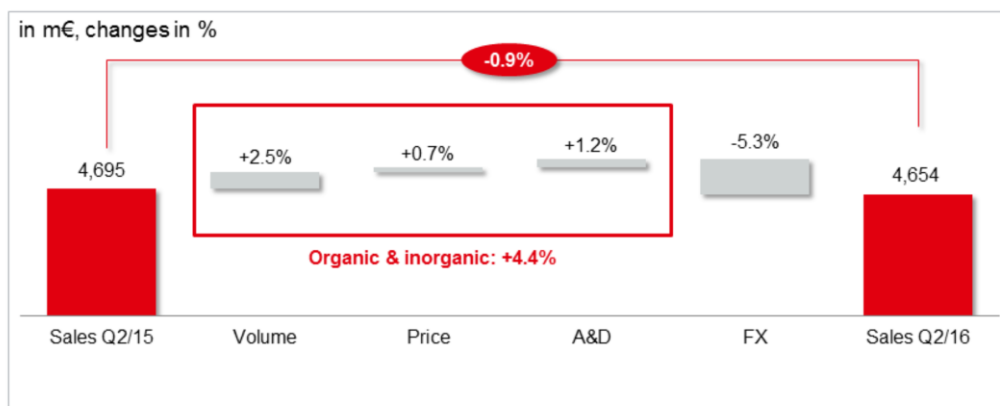 in m€, changes in %
-0.9%
4,695
+2.5%
+0.7%
+1.2%
-5.3%
4,654
Organic & inorganic: +4.4%
Sales Q2/15
Volume
Price
A&D
FX
Sales Q2/16